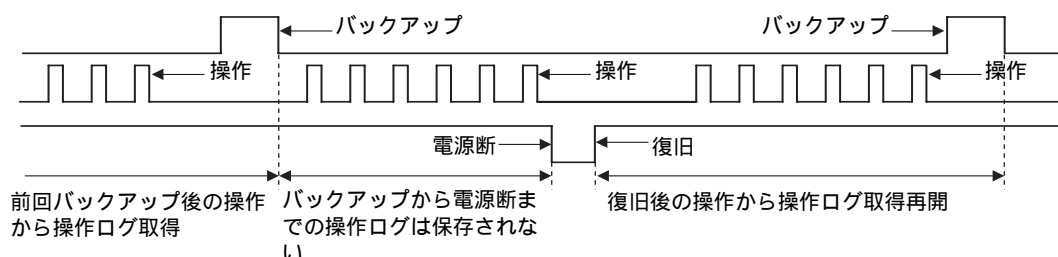 バックアップ
バックアップ
操作
操作
操作
電源断
復旧
前回バックアップ後の操作
から操作ログ取得
バックアップから電源断ま
での操作ログは保存されな
い
復旧後の操作から操作ログ取得再開